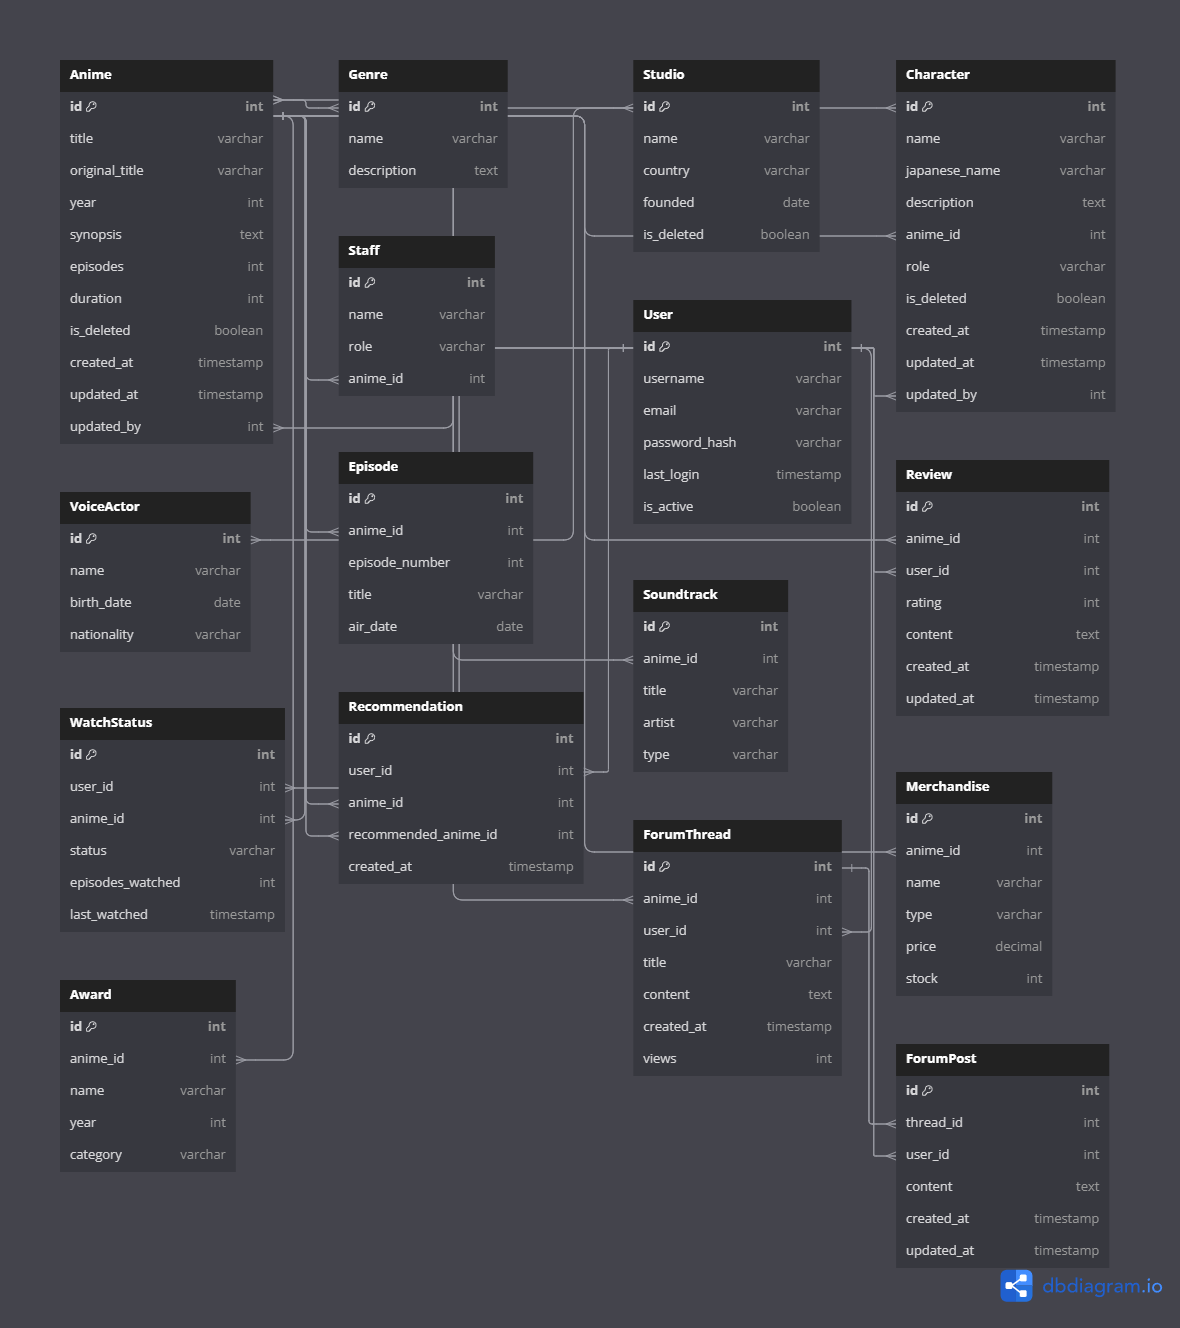 Anime
id int
title varchar
original_title varchar
year int
synopsis text
episodes int
duration int
is_deleted boolean
created_at timestamp
updated_at timestamp
updated_by int
Genre
id int
name varchar
description text
Studio
id int
name varchar
country varchar
founded date
is_deleted boolean
Character
id int
name varchar
japanese_name varchar
description text
anime_id int
role varchar
is_deleted boolean
created_at timestamp
updated_at timestamp
updated_by int
Staff
id int
name varchar
role varchar
anime_id int
User
id int
username varchar
email varchar
password_hash varchar
last_login timestamp
is_active boolean
VoiceActor
id int
name varchar
birth_date date
nationality varchar
Episode
id int
anime_id int
episode_number int
title varchar
air_date date
Review
id int
anime_id int
user_id int
rating int
content text
created_at timestamp
updated_at timestamp
Soundtrack
id int
anime_id int
title varchar
artist varchar
type varchar
WatchStatus
id int
user_id int
anime_id int
status varchar
episodes_watched int
last_watched timestamp
Recommendation
id int
user_id int
anime_id int
recommended_anime_id int
created_at timestamp
Merchandise
id int
anime_id int
name varchar
type varchar
price decimal
stock int
ForumThread
id int
anime_id int
user_id int
title varchar
content text
created_at timestamp
views int
Award
id int
anime_id int
name varchar
year int
category varchar
ForumPost
id int
thread_id int
user_id int
content text
created_at timestamp
updated_at timestamp
dbdiagram.io